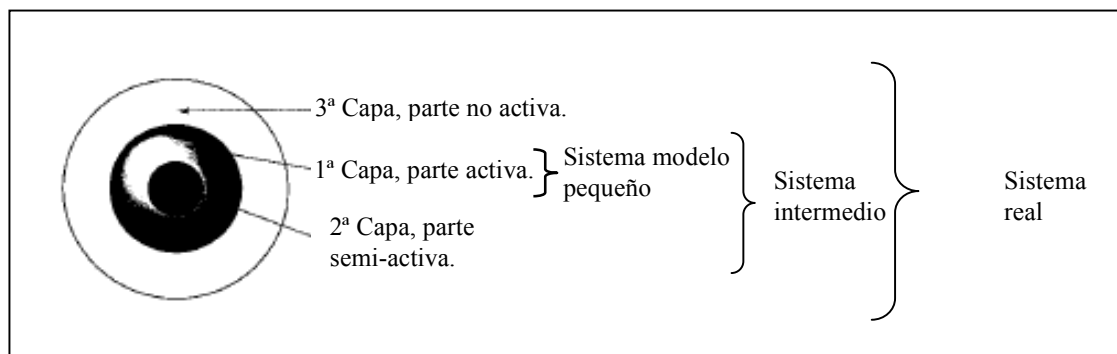 3ª Capa, parte no activa.
1ª Capa, parte activa.
Sistema modelo
pequeño
2ª Capa, parte
semi-activa.
Sistema
intermedio
Sistema
real